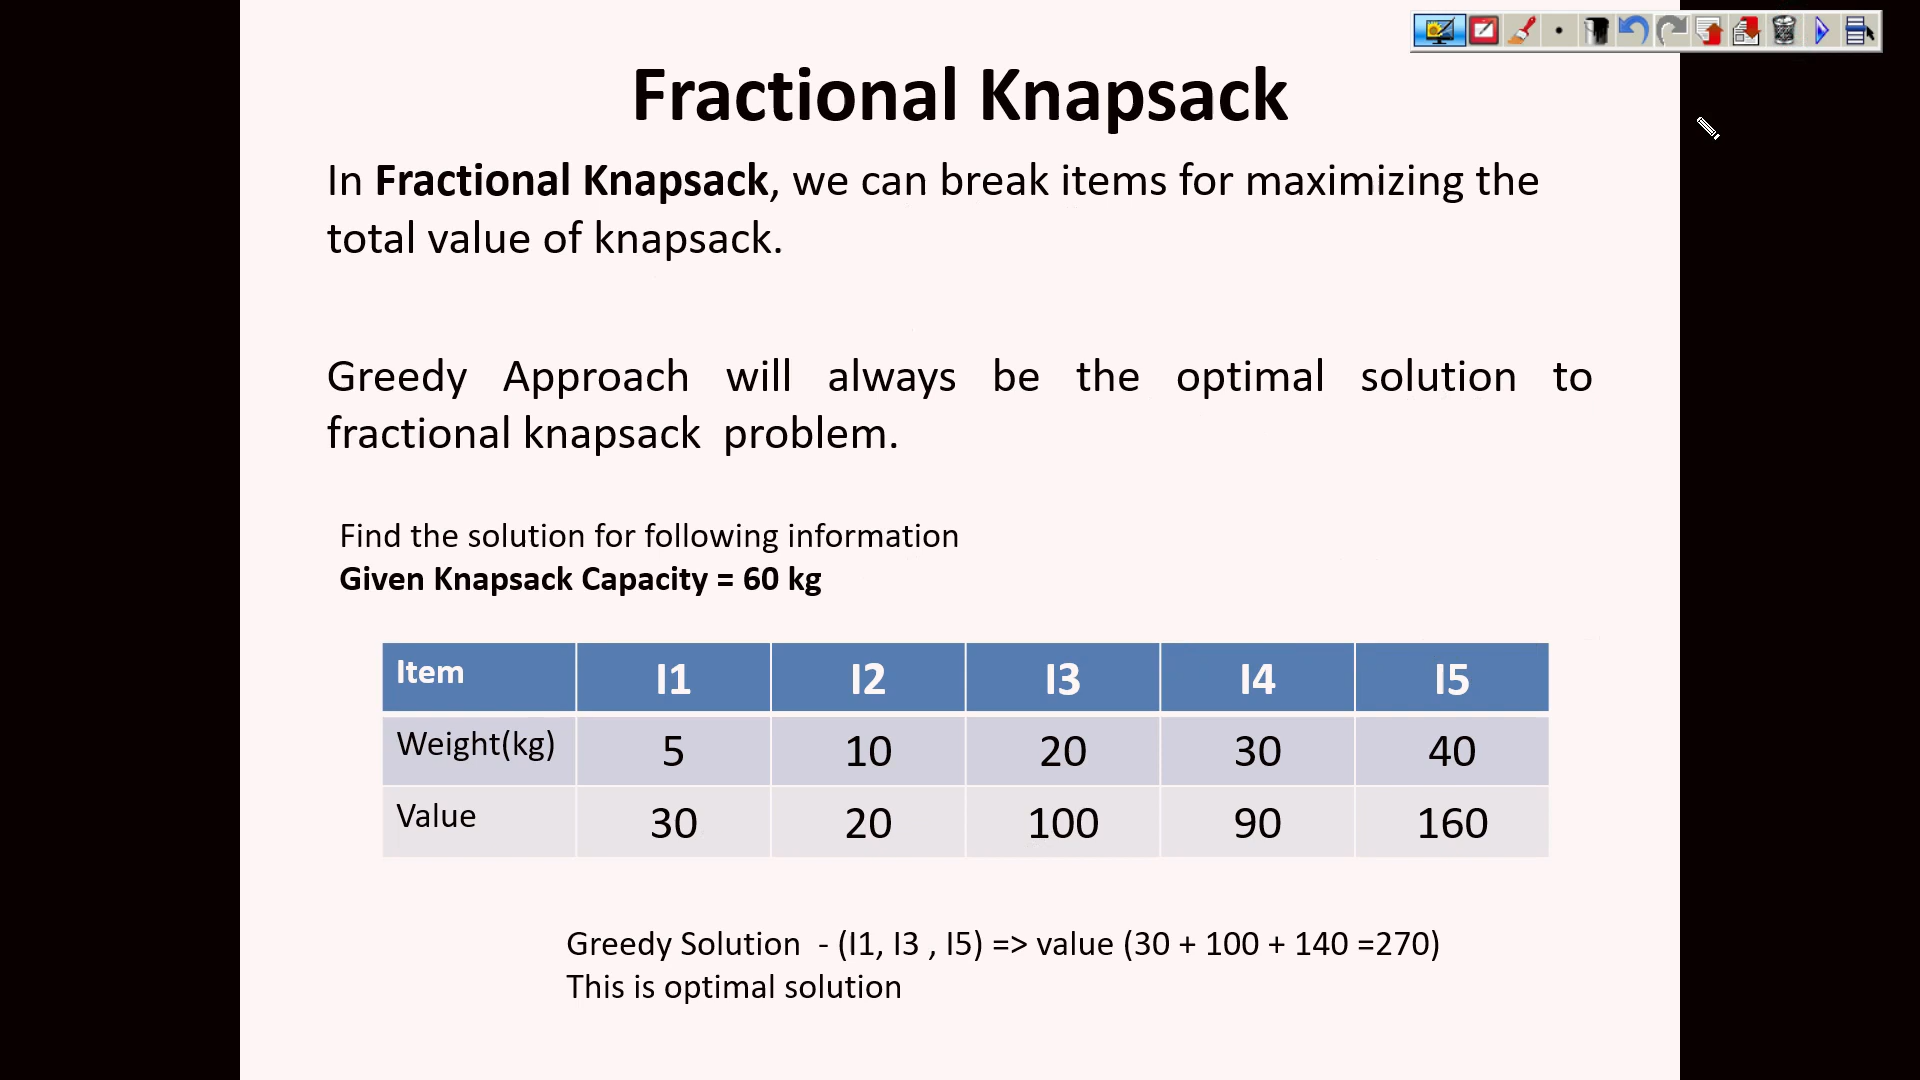 Fractional Knapsack
In Fractional Knapsack, we can break items for maximizing the
total value of knapsack.
Greedy Approach will always be the optimal solution to
fractional knapsack problem.
Find the solution for following information
Given Knapsack Capacity = 60 kg
Item I1 I2 I3 I4 I5
Weight(kg) 5 10 20 30 40
Value 30 20 100 90 160
Greedy Solution - (I1, I3 , I5) => value (30 + 100 + 140 =270)
This is optimal solution